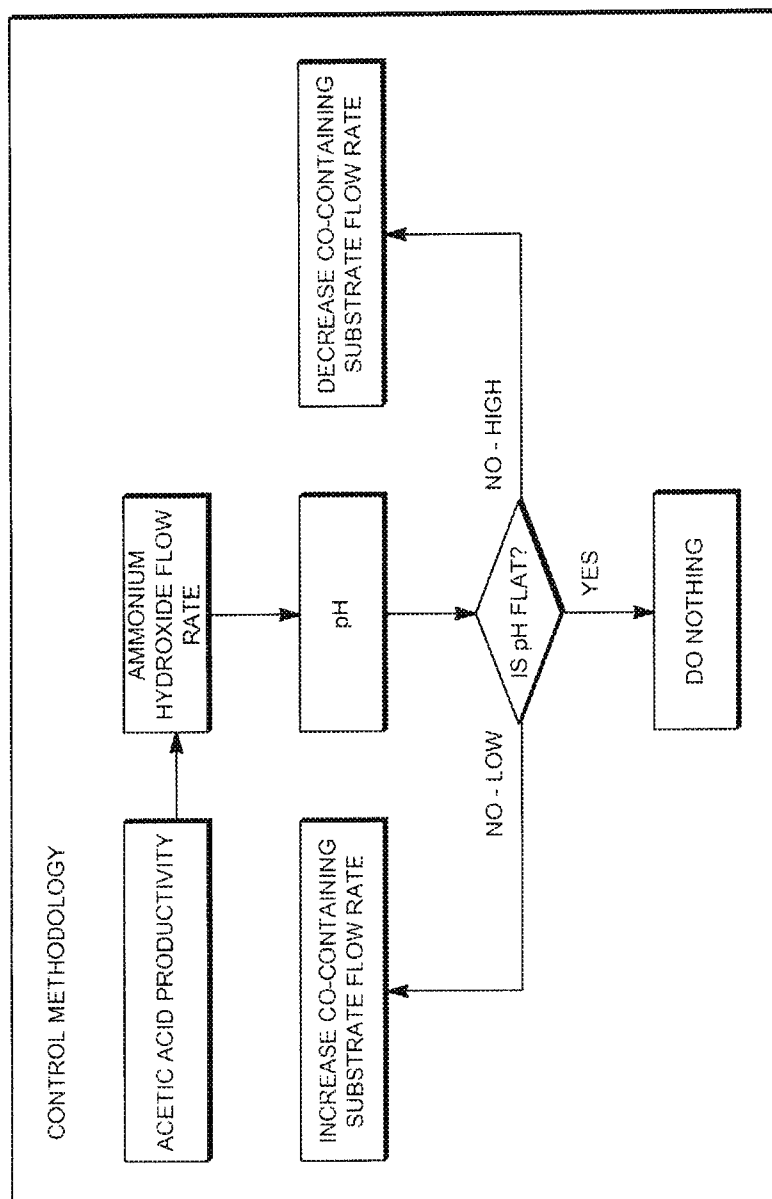 CONTROL METHODOLOGY
ACETIC ACID PRODUCTIVITY
AMMONIUM
HYDROXIDE FLOW
RATE
INCREASE CO-CONTAINING
SUBSTRATE FLOW RATE
pH
DECREASE CO-CONTAINING
SUBSTRATE FLOW RATE
NO - LOW
IS pH FLAT?
NO - HIGH
YES
DO NOTHING